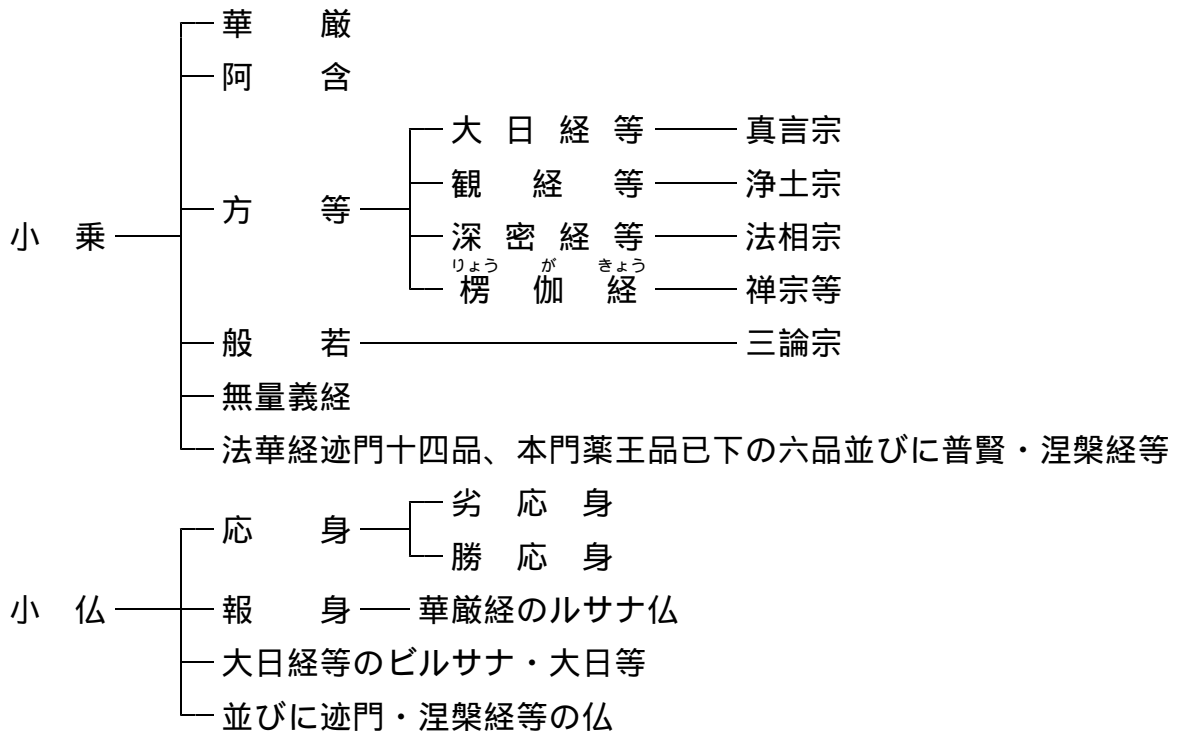 華厳
阿含
大日経等 真言宗
観経等 浄土宗
方等
小乗
深密経等 法相宗
りょう が きょう
楞伽経 禅宗等
般若 三論宗
無量義経
法華経迹門十四品、本門薬王品已下の六品並びに普賢・涅槃経等
劣応身
応身
勝応身
小仏 報身 華厳経のルサナ仏
大日経等のビルサナ・大日等
並びに迹門・涅槃経等の仏